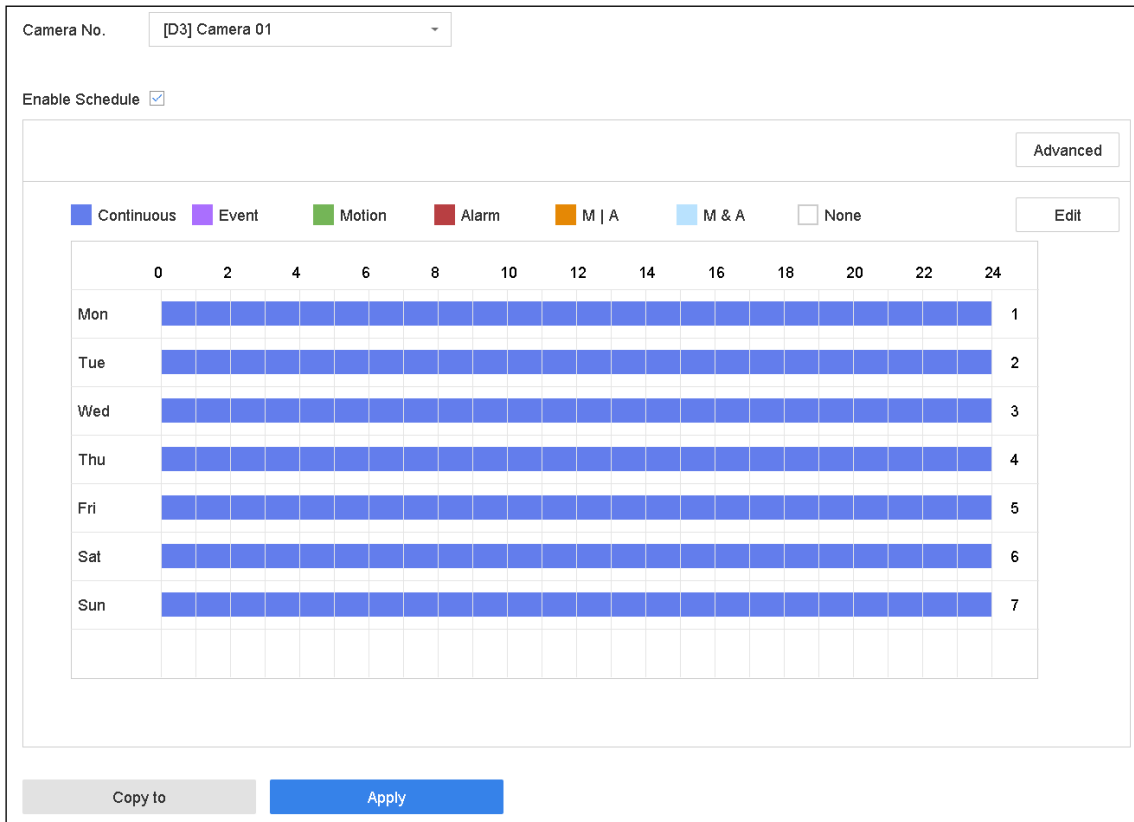 Camera No. [D3] Camera 01
Enable Schedule
Advanced
Continuous Event Motion Alarm M | A M & A None Edit
0 2 4 6 8 10 12 14 16 18 20 22 24
Mon 1
Tue 2
Wed 3
Thu 4
Fri 5
Sat 6
Sun 7
Copy to Apply